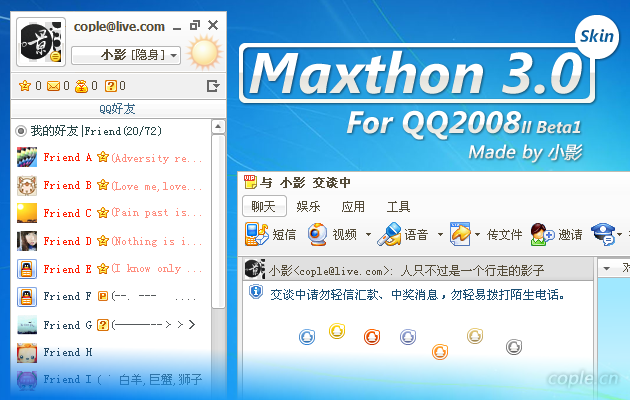 cople@live.com
小影 [隐身]
0 0 0 0
QQ好友
我的好友|Friend(20/72)
Friend A (Adversity re...
Friend B (Love me,love...
Friend C (Pain past is...
Friend D (Nothing is i...
Friend E (I know only ...
Friend F (--. --- ....
Friend G (————> > >
Friend H
Friend I ( ` 白羊,巨蟹,狮子
Skin
Maxthon 3.0
For QQ2008II Beta1
Made by 小影
VIP 与 小影 交谈中
聊天 娱乐 应用 工具
短信 视频 语音 传文件 邀请
小影<cople@live.com>: 人只不过是一个行走的影子
交谈中请勿轻信汇款、中奖消息，勿轻易拨打陌生电话。
cople.cn